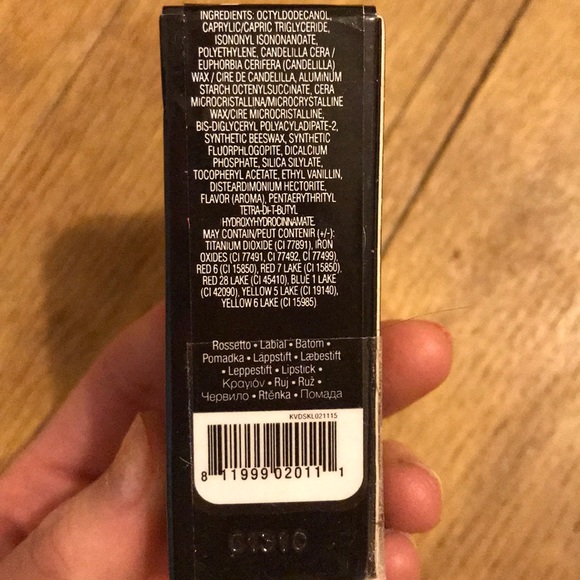 INGREDIENTS: OCTYLDODECANOL,
CAPRYLIC/CAPRIC TRIGLYCERIDE,
ISONONYL ISONONANOATE,
POLYETHYLENE, CANDELILLA CERA /
EUPHORBIA CERIFERA (CANDELILLA)
WAX / CIRE DE CANDELILLA, ALUMINUM
STARCH OCTENYLSUCCINATE, CERA
MICROCRISTALLINA/MICROCRYSTALLINE
WAX/CIRE MICROCRISTALLINE,
BIS-DIGLYCERYL POLYACYLADIPATE-2,
SYNTHETIC BEESWAX, SYNTHETIC
FLUORPHLOGOPITE, DICALCIUM
PHOSPHATE, SILICA SILYLATE,
TOCOPHERYL ACETATE, ETHYL VANILLIN,
DISTEARDIMONIUM HECTORITE,
FLAVOR (AROMA), PENTAERYTHRITYL
TETRA-DI-T-BUTYL
HYDROXYHYDROCINNAMATE.
MAY CONTAIN/PEUT CONTENIR (+/-):
TITANIUM DIOXIDE (CI 77891), IRON
OXIDES (CI 77491, CI 77492, CI 77499),
RED 6 (CI 15850), RED 7 LAKE (CI 15850),
RED 28 LAKE (CI 45410), BLUE 1 LAKE
(CI 42090), YELLOW 5 LAKE (CI 19140),
YELLOW 6 LAKE (CI 15985)
Rossetto • Labial • Batom •
Pomadka • Läppstift • Læbestift
• Leppestift • Lipstick •
Κραγιόν • Ruj • Ruž •
Червило • Rtěnka • Помада
KVDSKL021115
8 11999 02011 1